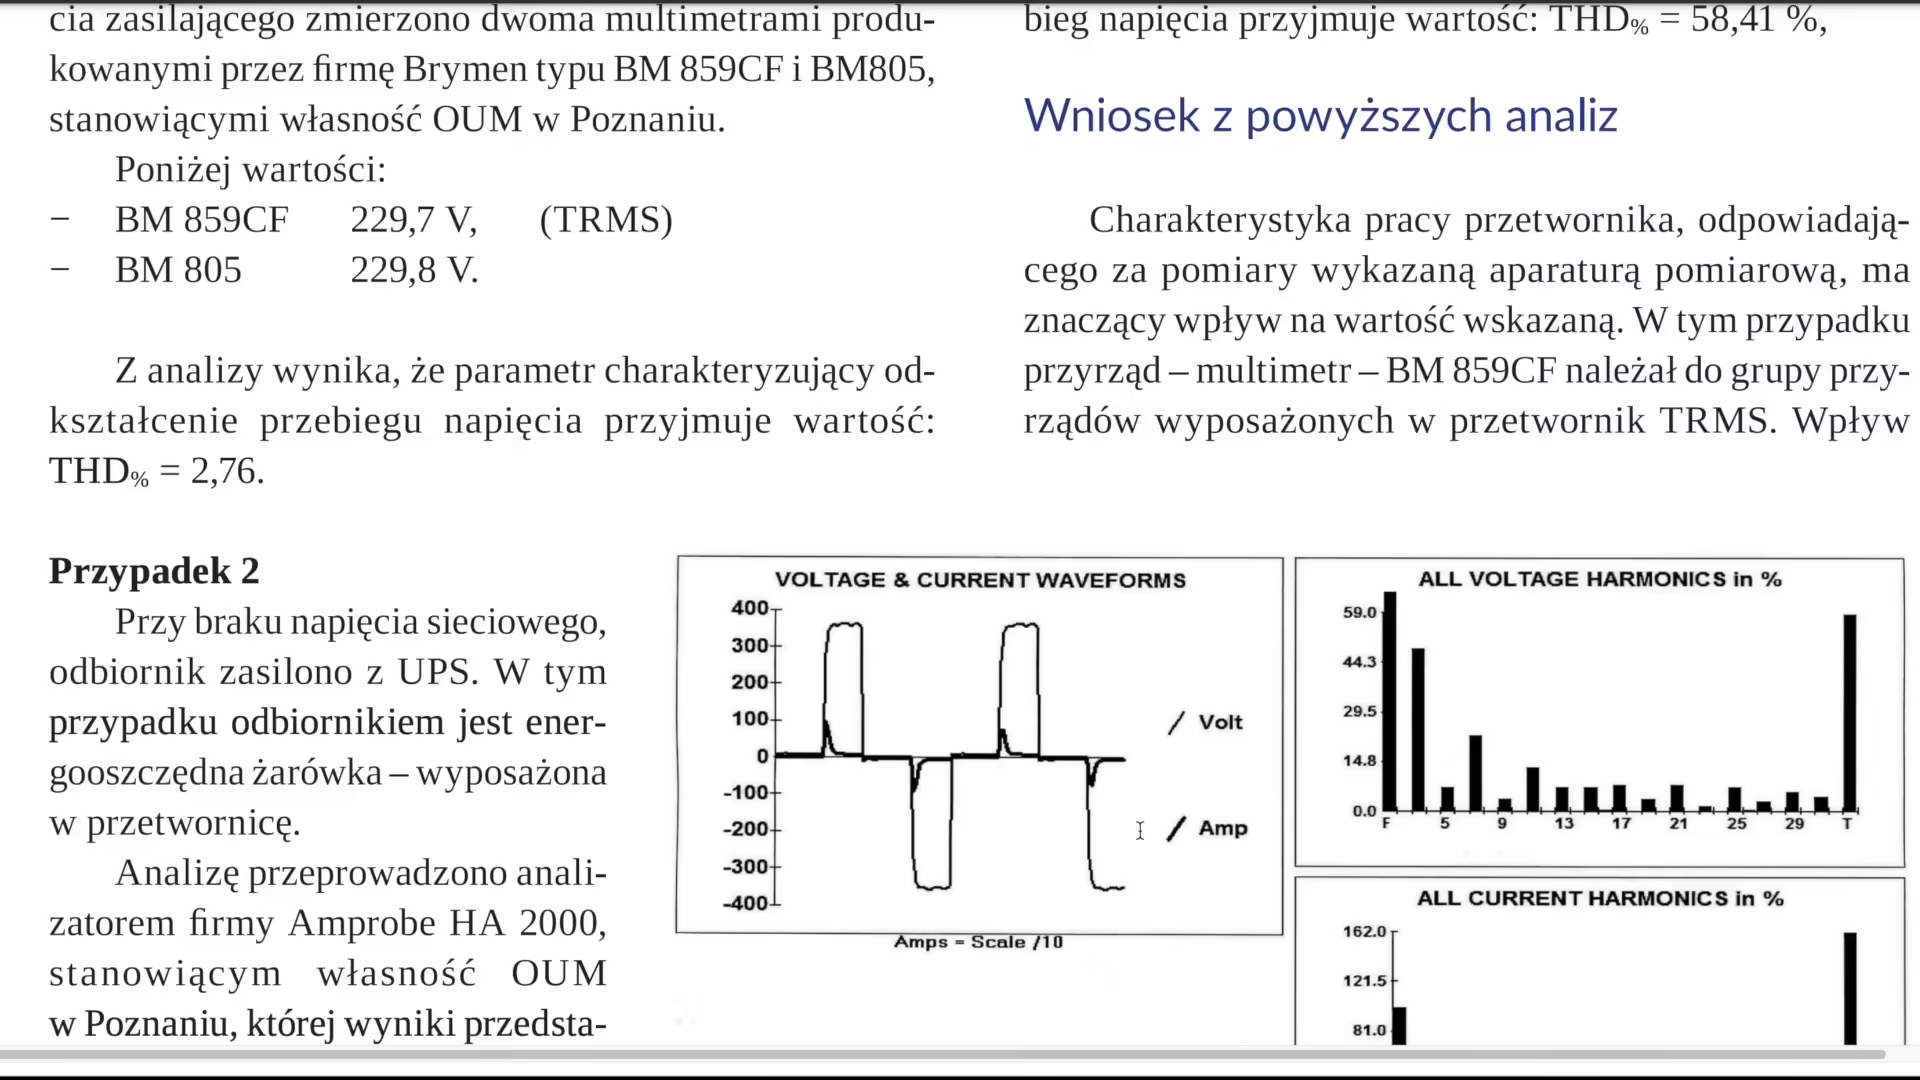 cia zasilającego zmierzono dwoma multimetrami produ-
kowanymi przez firmę Brymen typu BM 859CF i BM805,
stanowiącymi własność OUM w Poznaniu.
Poniżej wartości:
– BM 859CF 229,7 V, (TRMS)
– BM 805 229,8 V.
Z analizy wynika, że parametr charakteryzujący od-
kształcenie przebiegu napięcia przyjmuje wartość:
THD% = 2,76.
Przypadek 2
Przy braku napięcia sieciowego,
odbiornik zasilono z UPS. W tym
przypadku odbiornikiem jest ener-
gooszczędna żarówka – wyposażona
w przetwornicę.
Analizę przeprowadzono anali-
zatorem firmy Amprobe HA 2000,
stanowiącym własność OUM
w Poznaniu, której wyniki przedsta-
bieg napięcia przyjmuje wartość: THD% = 58,41 %,
Wniosek z powyższych analiz
Charakterystyka pracy przetwornika, odpowiadają-
cego za pomiary wykazaną aparaturą pomiarową, ma
znaczący wpływ na wartość wskazaną. W tym przypadku
przyrząd – multimetr – BM 859CF należał do grupy przy-
rządów wyposażonych w przetwornik TRMS. Wpływ
VOLTAGE & CURRENT WAVEFORMS
400
300
200
100
0
-100
-200
-300
-400
Volt
Amp
Amps = Scale /10
ALL VOLTAGE HARMONICS in %
59.0
44.3
29.5
14.8
0.0
F 5 9 13 17 21 25 29 T
ALL CURRENT HARMONICS in %
162.0
121.5
81.0